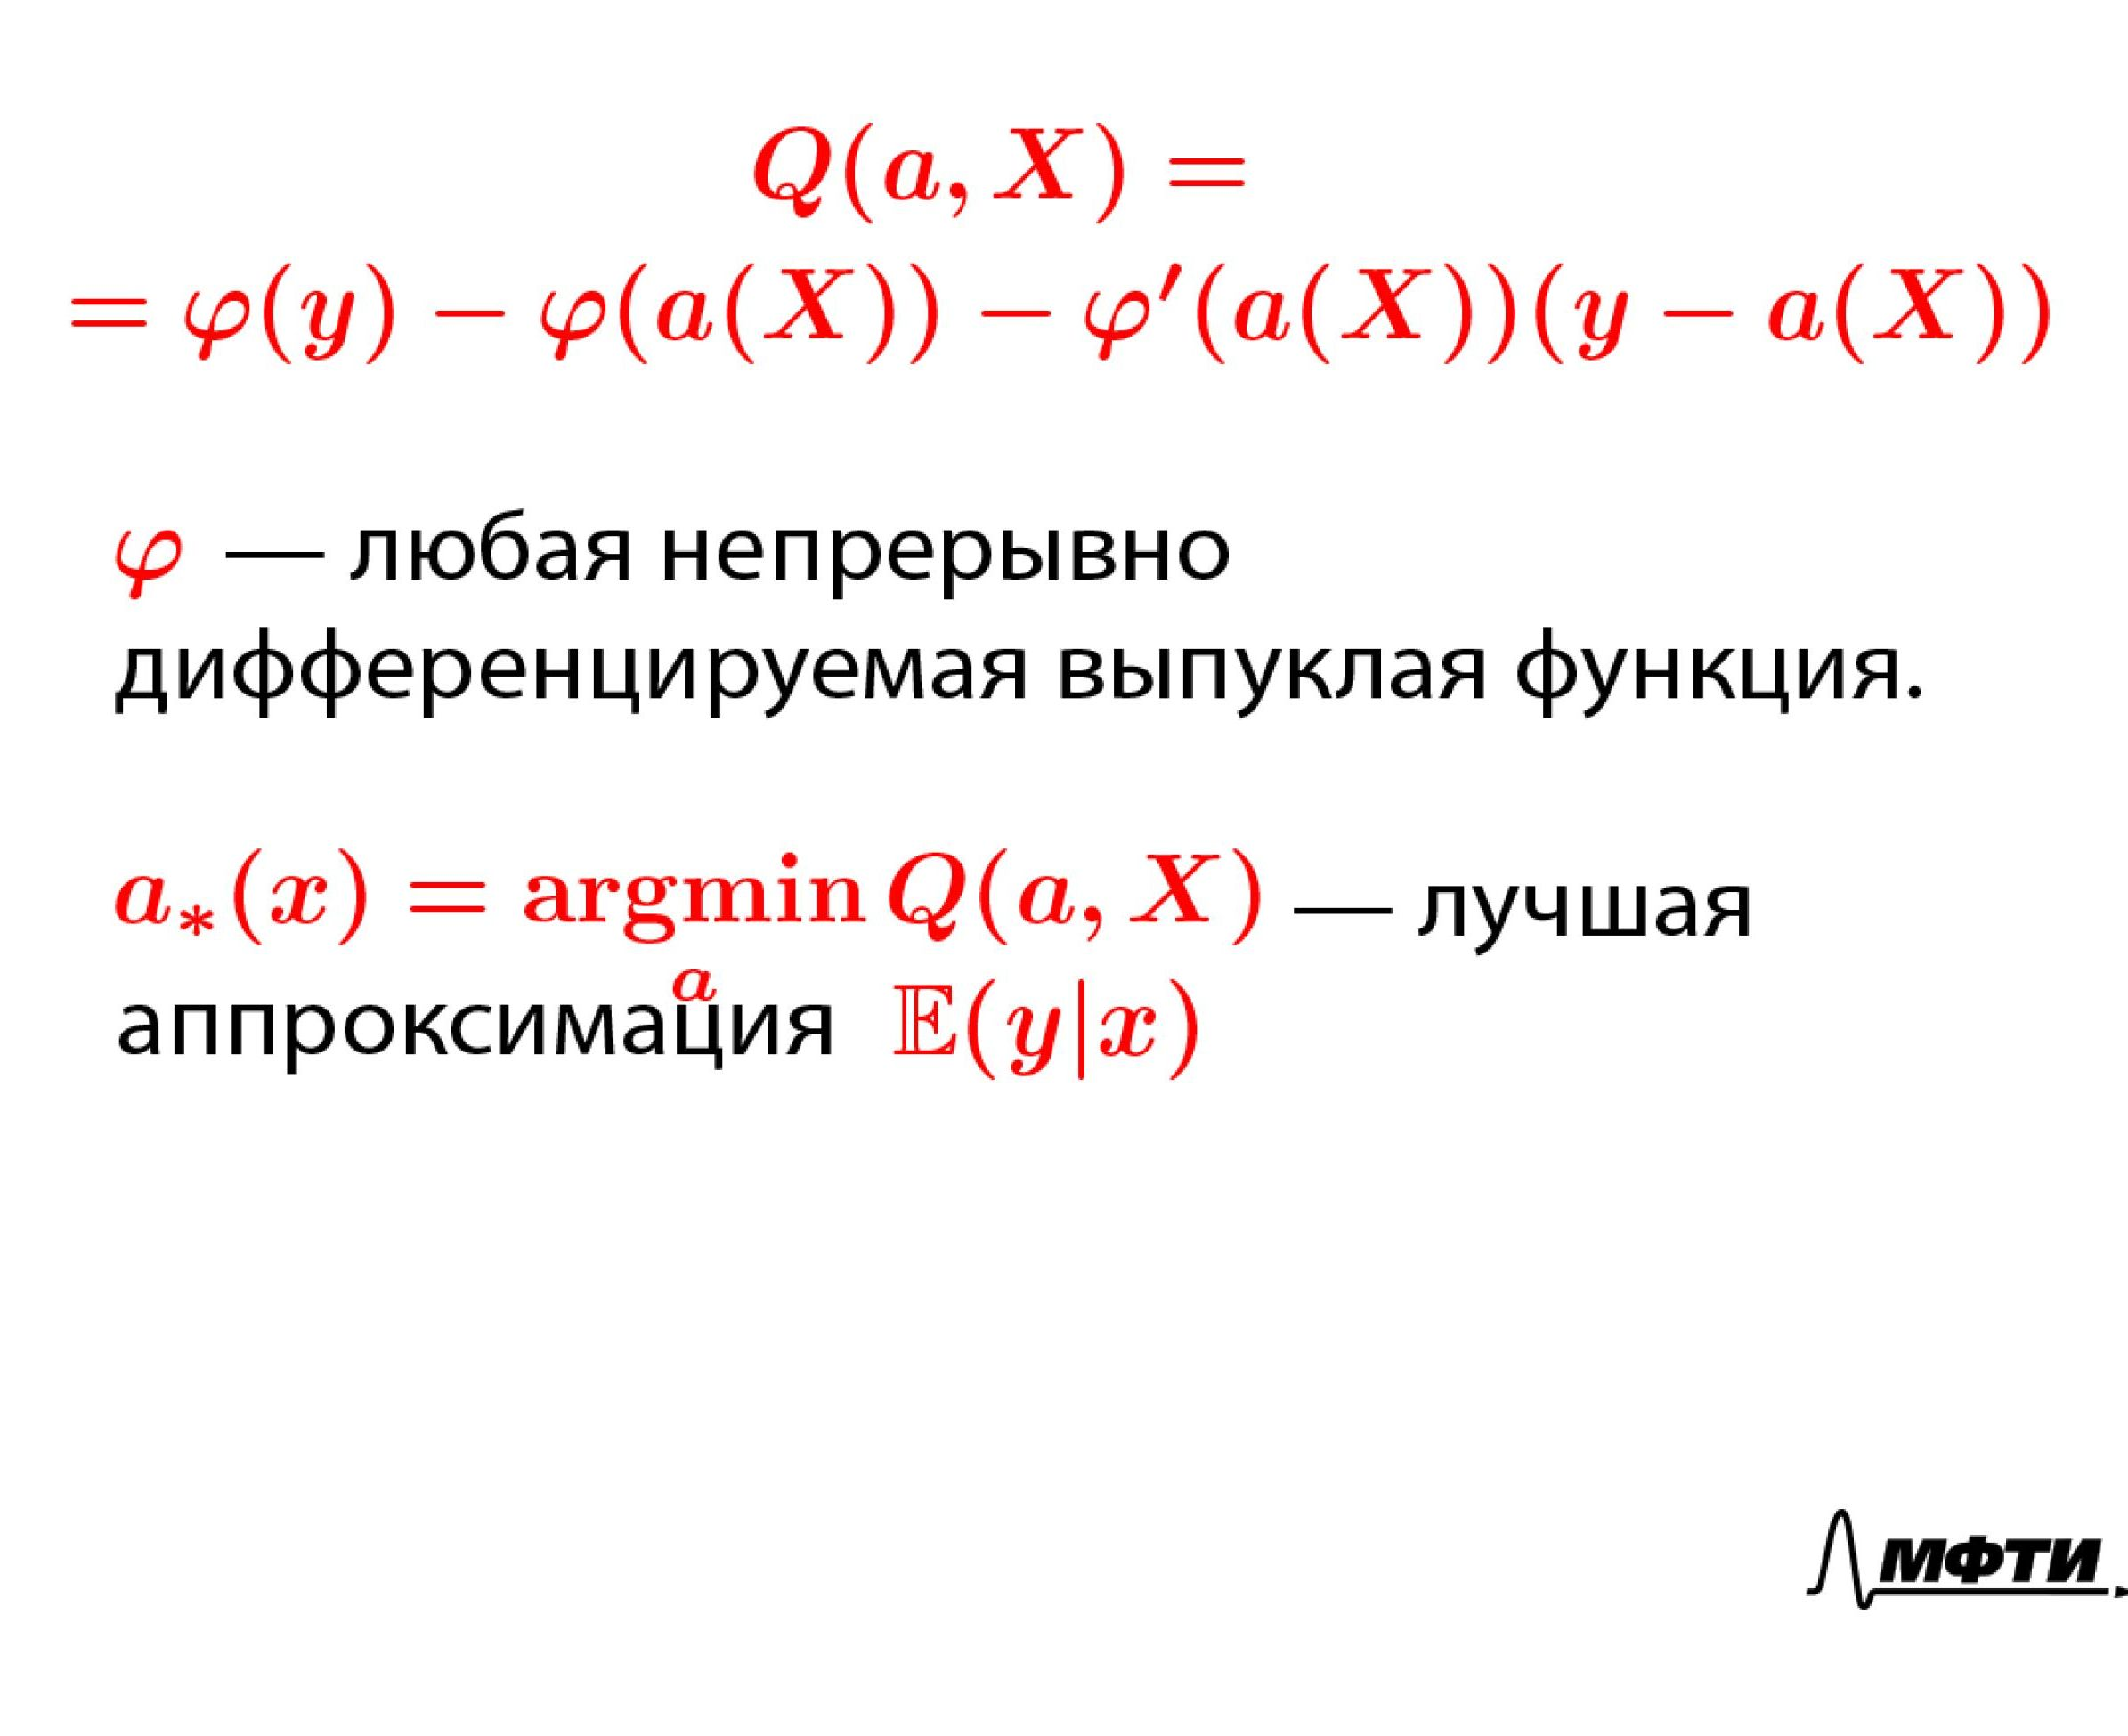 Q(a, X) =
= φ(y) − φ(a(X)) − φ′(a(X))(y − a(X))
φ — любая непрерывно
дифференцируемая выпуклая функция.
a_*(x) = argmin Q(a, X) — лучшая
a
аппроксимация 𝔼(y|x)
МФТИ